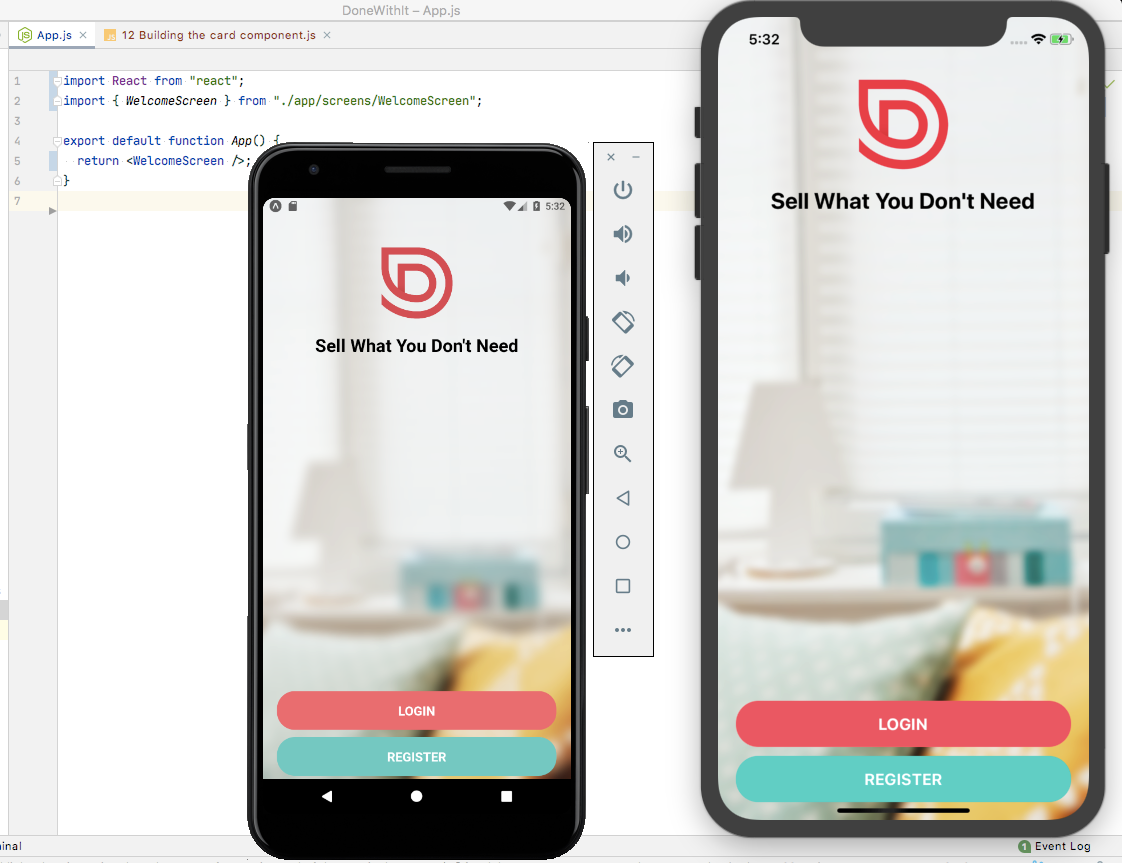 DoneWithIt – App.js
App.js
12 Building the card component.js
1 import React from "react";
2 import { WelcomeScreen } from "./app/screens/WelcomeScreen";
3
4 export default function App() {
5 return <WelcomeScreen />;
6 }
7
5:32
Sell What You Don't Need
LOGIN
REGISTER
5:32
Sell What You Don't Need
LOGIN
REGISTER
inal
1 Event Log